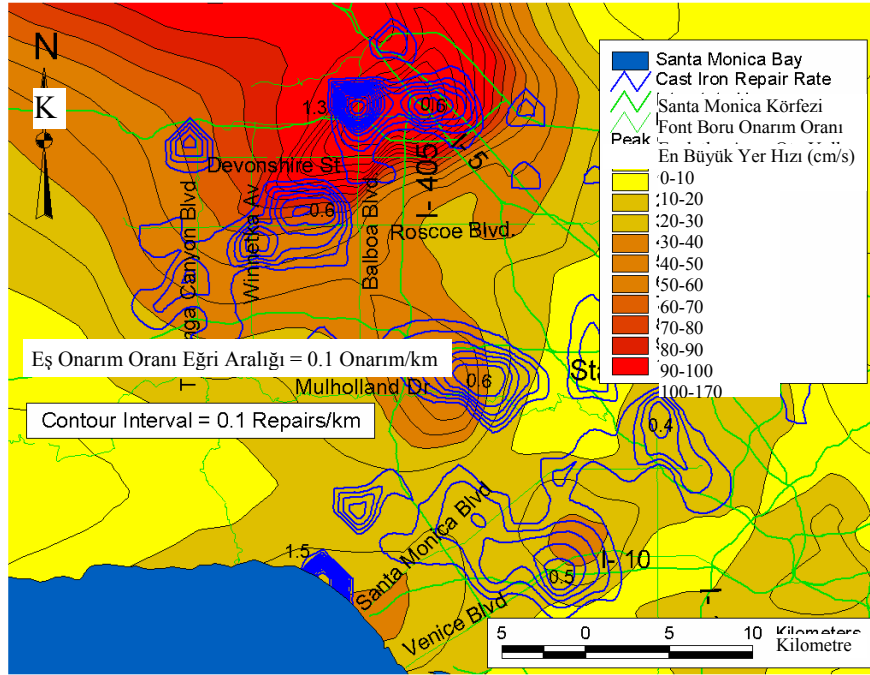 N
K
1.3
0.6
I-5
Devonshire St
I-405
0.6
Winnetka Av
Balboa Blvd.
Roscoe Blvd.
Canyon Blvd
Eş Onarım Oranı Eğri Aralığı = 0.1 Onarım/km
Mulholland Dr
0.6
Contour Interval = 0.1 Repairs/km
0.4
Santa Monica Blvd
1.5
I-10
0.5
Venice Blvd
Santa Monica Bay
Cast Iron Repair Rate
Santa Monica Körfezi
Font Boru Onarım Oranı
Peak
En Büyük Yer Hızı (cm/s)
0-10
10-20
20-30
30-40
40-50
50-60
60-70
70-80
80-90
90-100
100-170
5 0 5 10 Kilometers
Kilometre